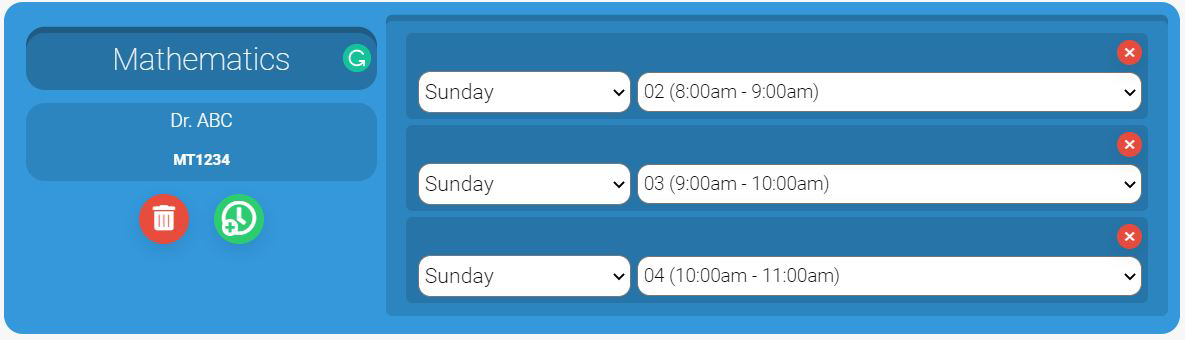 Mathematics
Dr. ABC
MT1234
Sunday
02 (8:00am - 9:00am)
Sunday
03 (9:00am - 10:00am)
Sunday
04 (10:00am - 11:00am)